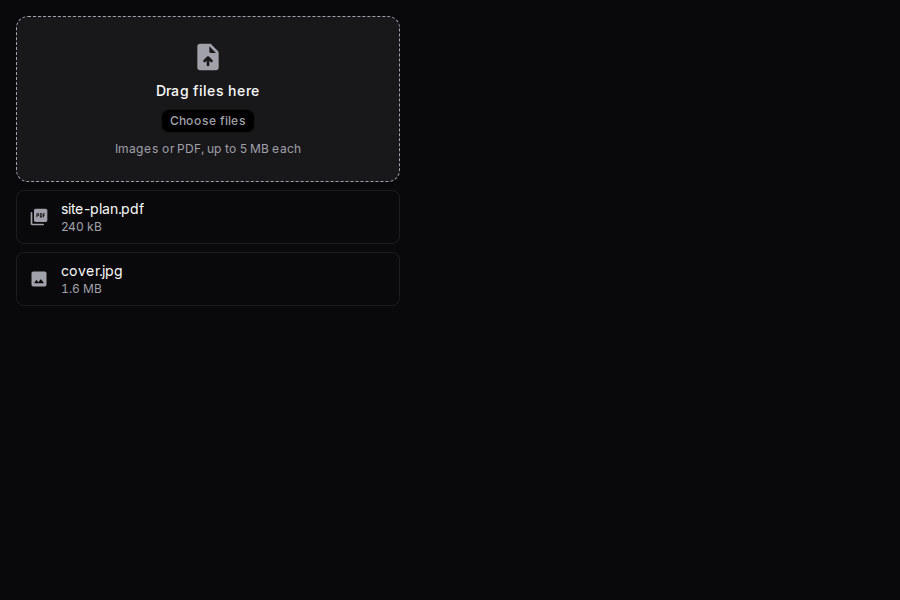 Drag files here
Choose files
Images or PDF, up to 5 MB each
PDF
site-plan.pdf
240 kB
cover.jpg
1.6 MB